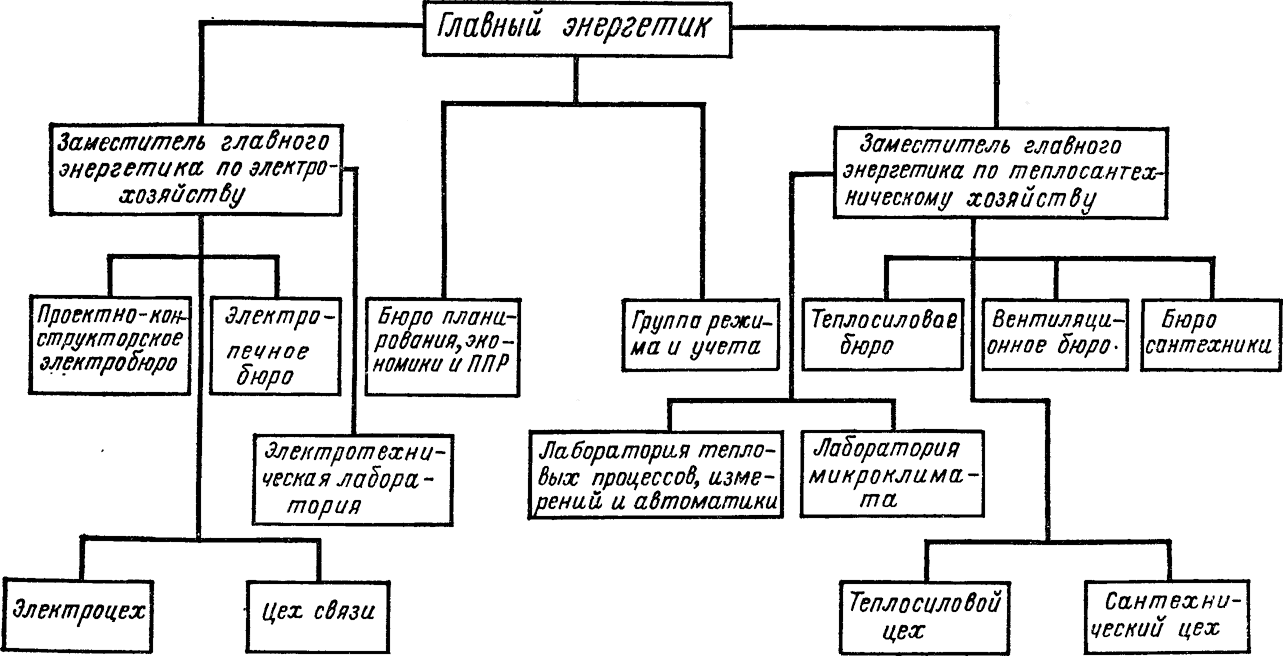 Главный энергетик
Заместитель главного
энергетика по электро-
хозяйству
Заместитель главного
энергетика по теплосантех-
ническому хозяйству
Проектно-кон-
структорское
электробюро
Электро-
печное
бюро
Бюро плани-
рования, эко-
номики и ППР
Группа режи-
ма и учета
Теплосиловое
бюро
Вентиляци-
онное бюро.
Бюро
сантехники
Электротехни-
ческая лабора-
тория
Лаборатория тепло-
вых процессов, изме-
рений и автоматики
Лаборатория
микроклима-
та
Электроцех
Цех связи
Теплосиловой
цех
Сантехни-
ческий цех